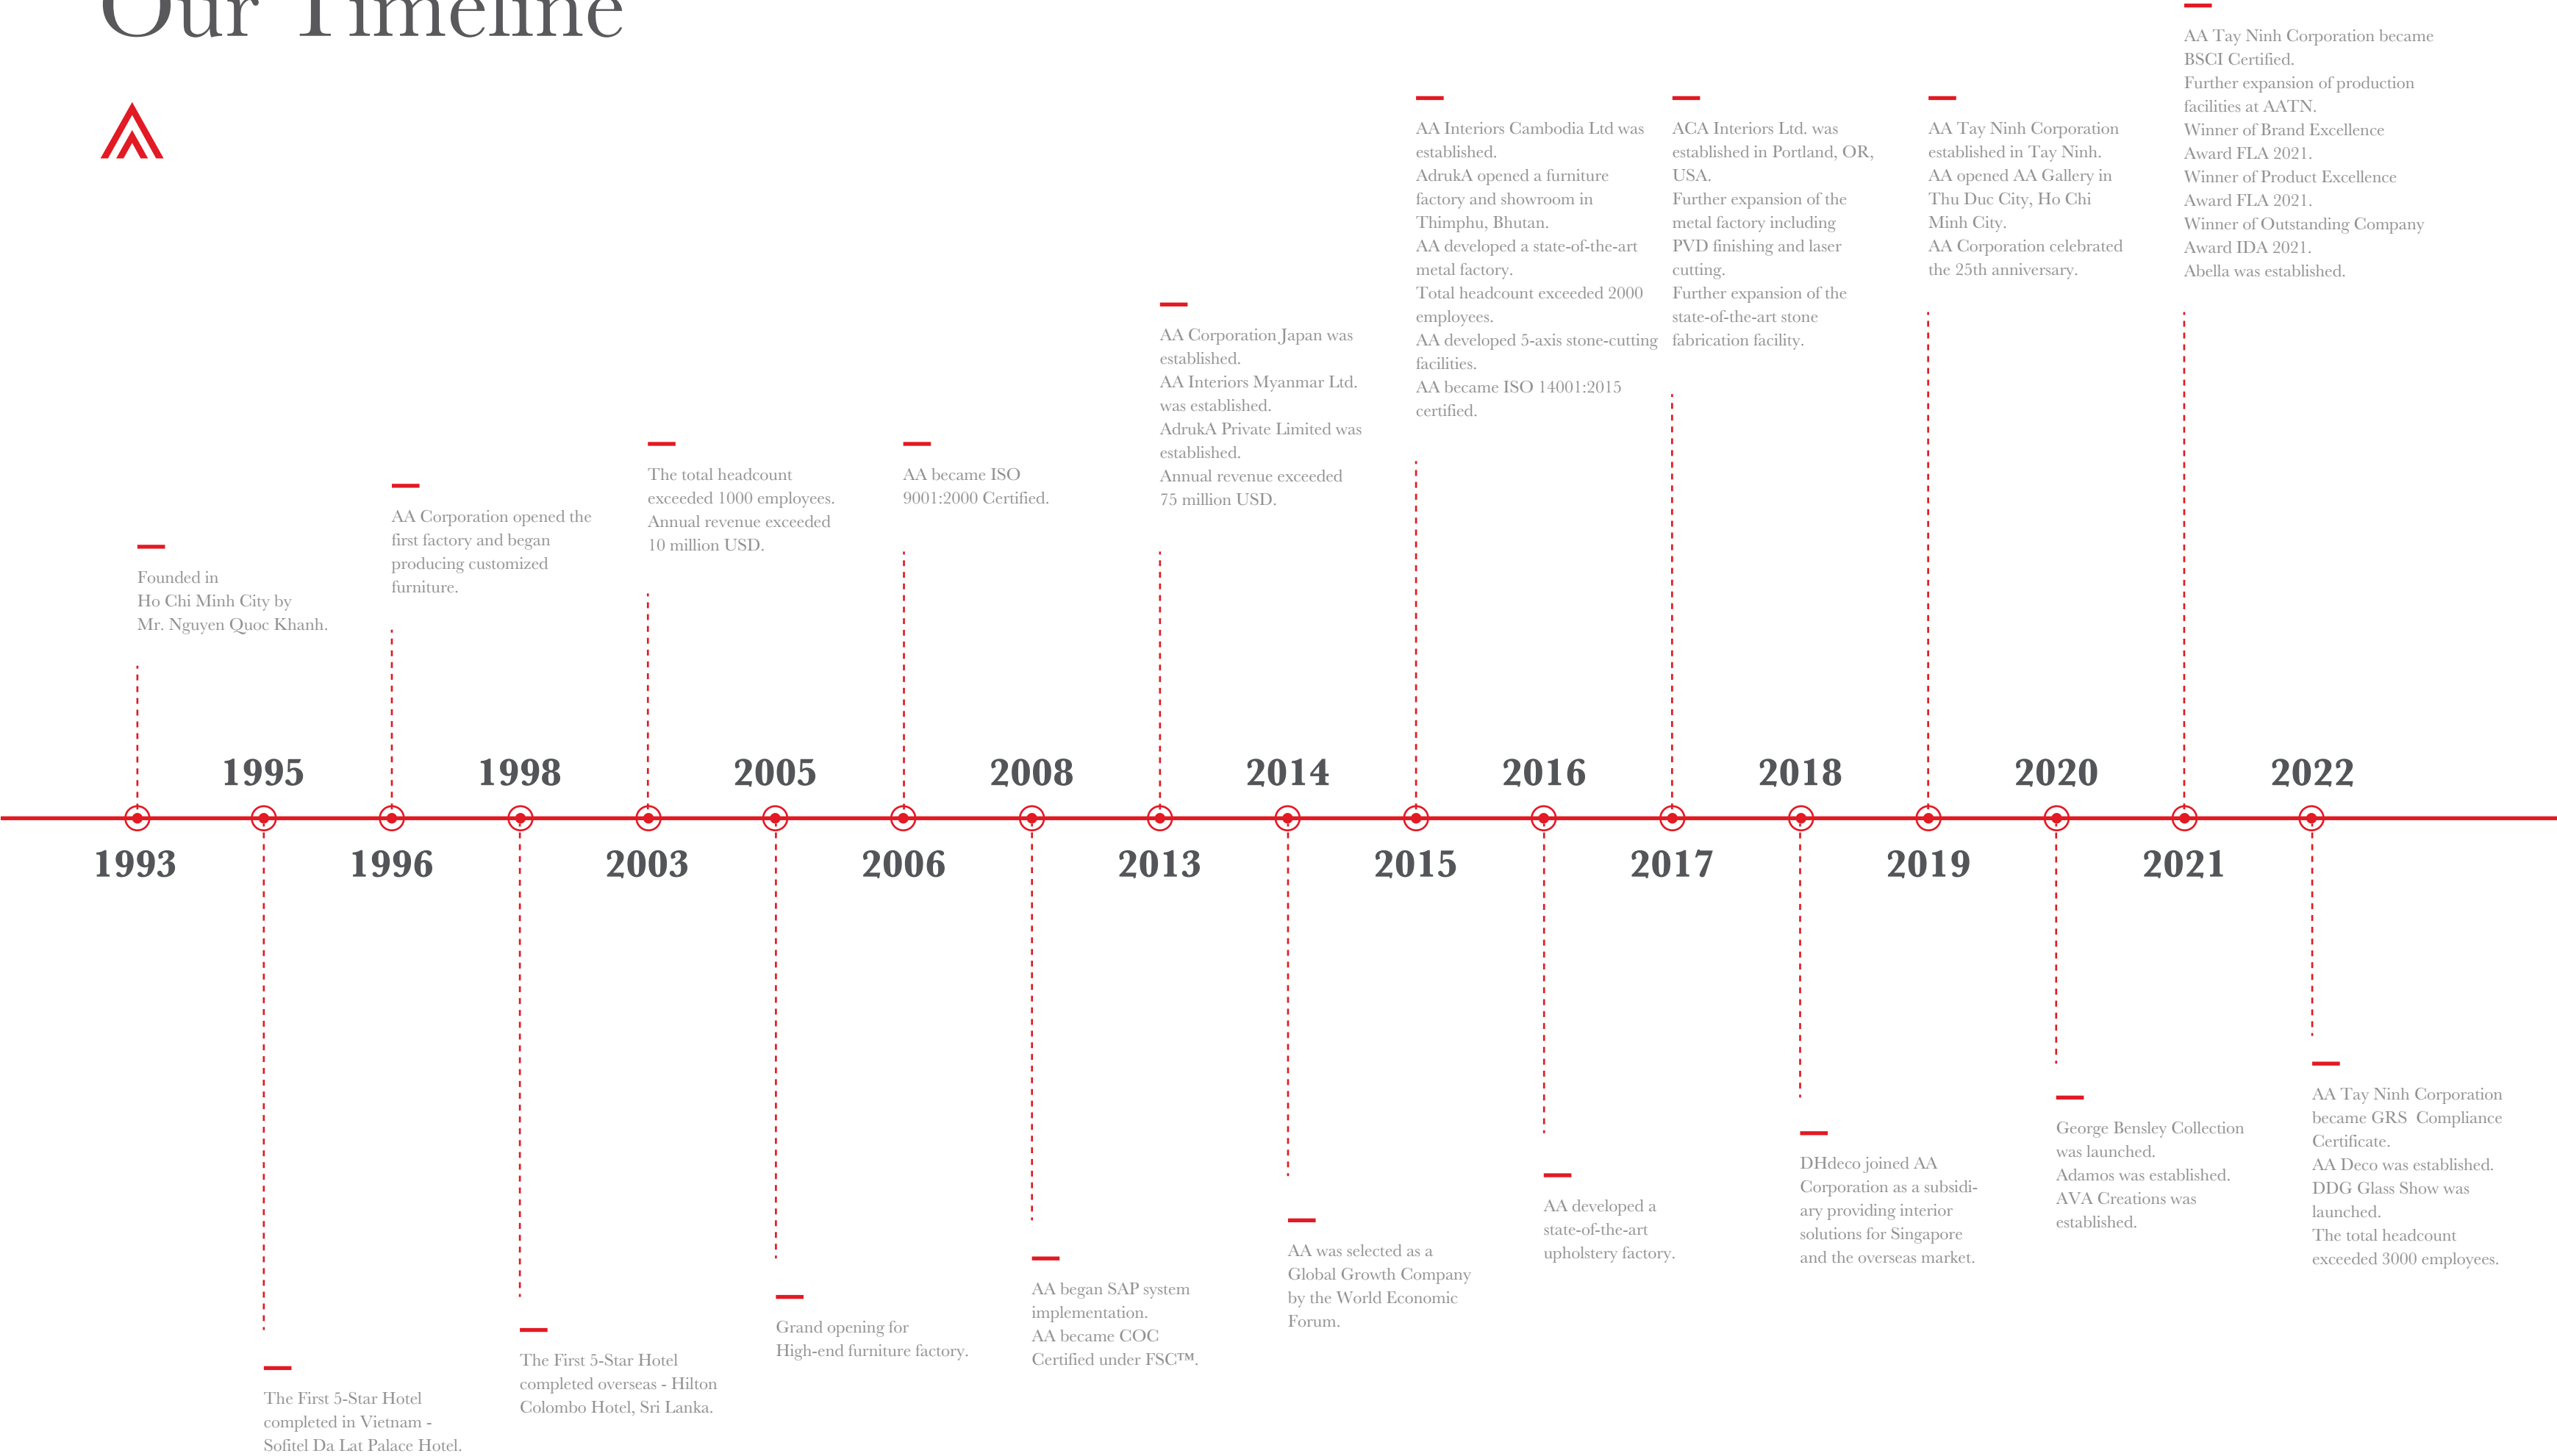 Our Timeline
Founded in
Ho Chi Minh City by
Mr. Nguyen Quoc Khanh.
AA Corporation opened the
first factory and began
producing customized
furniture.
The total headcount
exceeded 1000 employees.
Annual revenue exceeded
10 million USD.
AA became ISO
9001:2000 Certified.
AA Corporation Japan was
established.
AA Interiors Myanmar Ltd.
was established.
AdrukA Private Limited was
established.
Annual revenue exceeded
75 million USD.
AA Interiors Cambodia Ltd was
established.
AdrukA opened a furniture
factory and showroom in
Thimphu, Bhutan.
AA developed a state-of-the-art
metal factory.
Total headcount exceeded 2000
employees.
AA developed 5-axis stone-cutting
facilities.
AA became ISO 14001:2015
certified.
ACA Interiors Ltd. was
established in Portland, OR,
USA.
Further expansion of the
metal factory including
PVD finishing and laser
cutting.
Further expansion of the
state-of-the-art stone
fabrication facility.
AA Tay Ninh Corporation
established in Tay Ninh.
AA opened AA Gallery in
Thu Duc City, Ho Chi
Minh City.
AA Corporation celebrated
the 25th anniversary.
AA Tay Ninh Corporation became
BSCI Certified.
Further expansion of production
facilities at AATN.
Winner of Brand Excellence
Award FLA 2021.
Winner of Product Excellence
Award FLA 2021.
Winner of Outstanding Company
Award IDA 2021.
Abella was established.
1995 1998 2005 2008 2014 2016 2018 2020 2022
1993 1996 2003 2006 2013 2015 2017 2019 2021
The First 5-Star Hotel
completed in Vietnam -
Sofitel Da Lat Palace Hotel.
The First 5-Star Hotel
completed overseas - Hilton
Colombo Hotel, Sri Lanka.
Grand opening for
High-end furniture factory.
AA began SAP system
implementation.
AA became COC
Certified under FSC™.
AA was selected as a
Global Growth Company
by the World Economic
Forum.
AA developed a
state-of-the-art
upholstery factory.
DHdeco joined AA
Corporation as a subsidi-
ary providing interior
solutions for Singapore
and the overseas market.
George Bensley Collection
was launched.
Adamos was established.
AVA Creations was
established.
AA Tay Ninh Corporation
became GRS  Compliance
Certificate.
AA Deco was established.
DDG Glass Show was
launched.
The total headcount
exceeded 3000 employees.